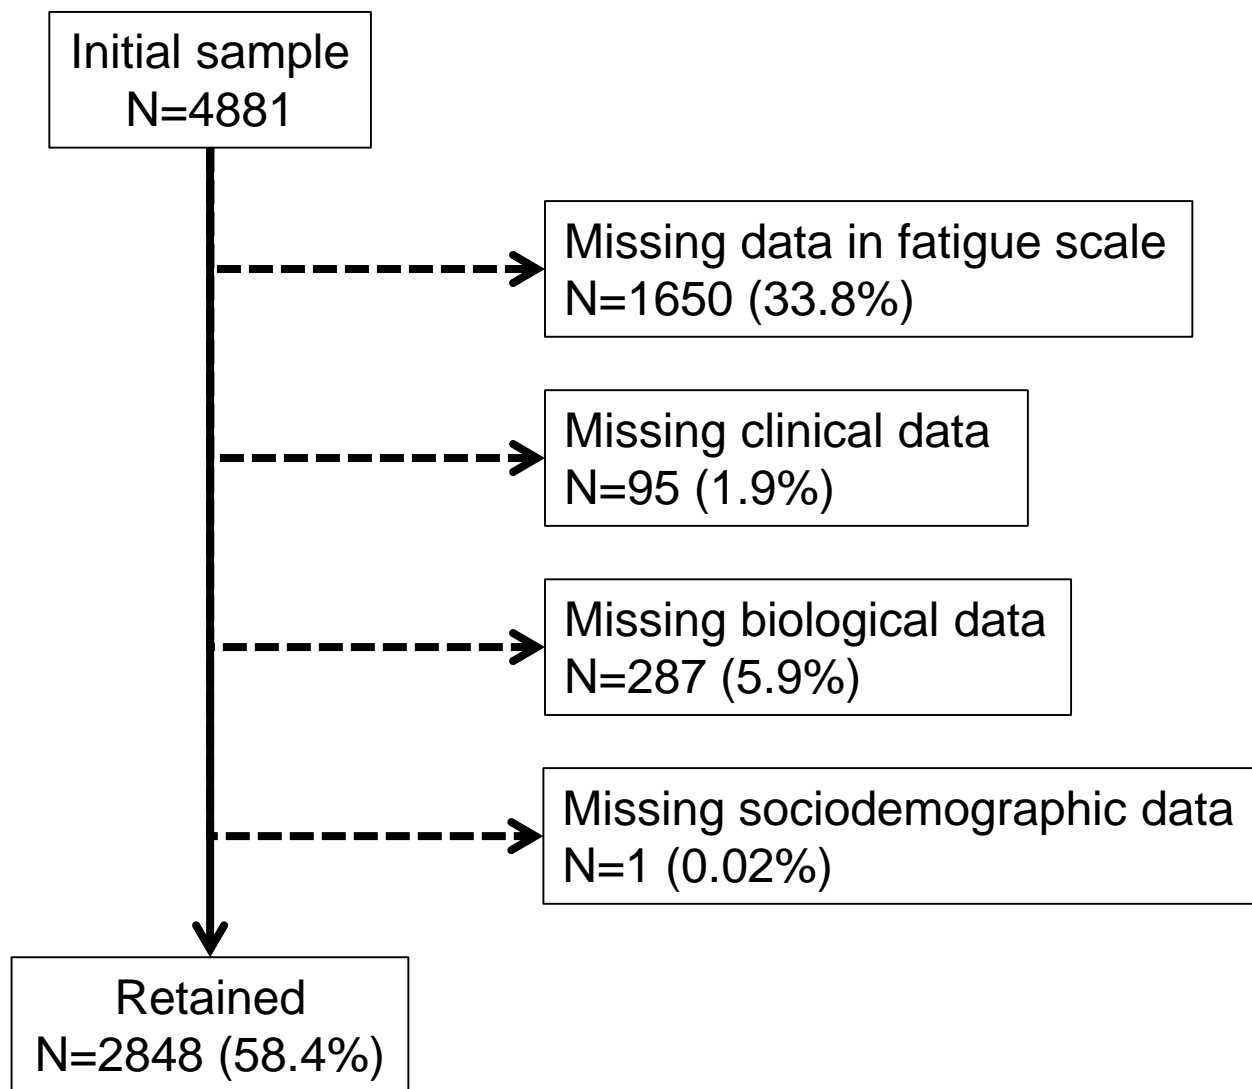 Initial sample
N=4881
Missing data in fatigue scale
N=1650 (33.8%)
Missing clinical data
N=95 (1.9%)
Missing biological data
N=287 (5.9%)
Missing sociodemographic data
N=1 (0.02%)
Retained
N=2848 (58.4%)